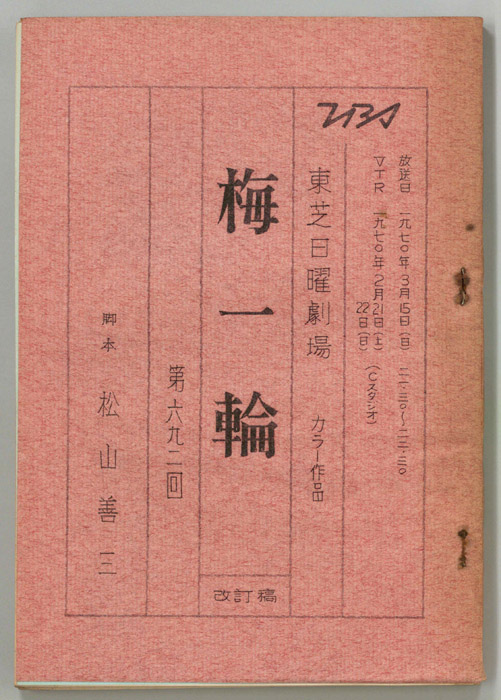 TBS
放送日 一九七〇年3月15日(日) 二一・三〇〜二二・三〇
VTR 一九七〇年2月21日(土)
22日(日) (Cスタジオ)
東芝日曜劇場 カラー作品
梅一輪
改訂稿
第六九二回
脚本 松山善三